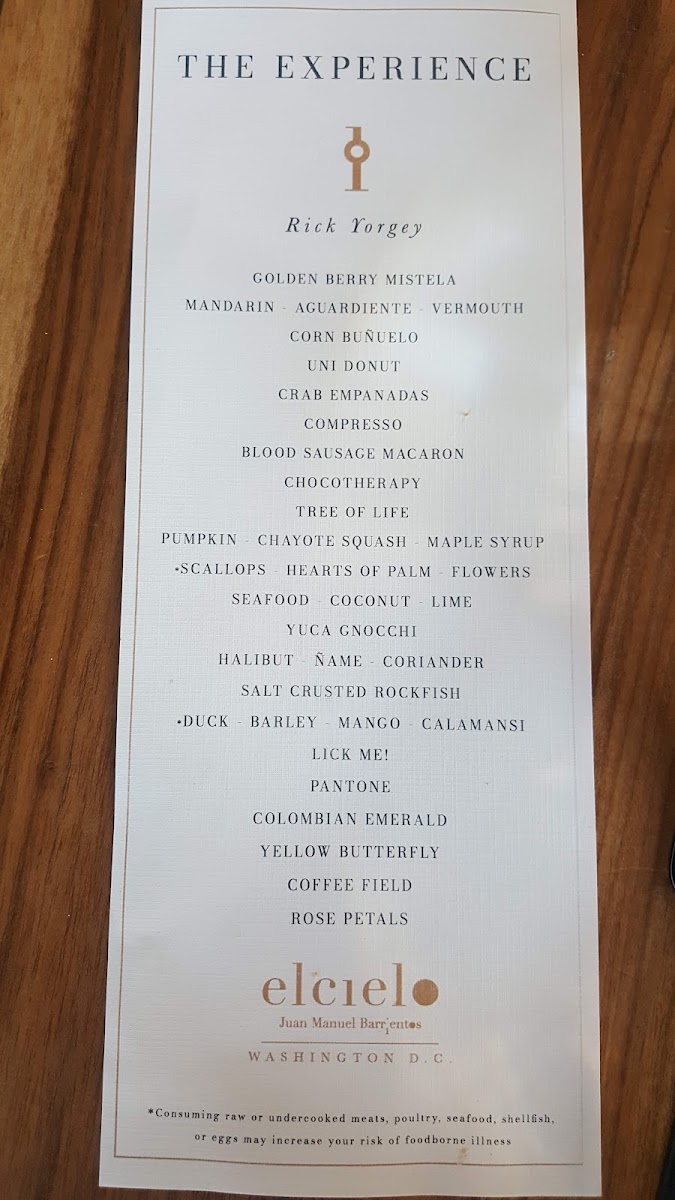 THE EXPERIENCE
Rick Yorgey
GOLDEN BERRY MISTELA
MANDARIN - AGUARDIENTE - VERMOUTH
CORN BUÑUELO
UNI DONUT
CRAB EMPANADAS
COMPRESSO
BLOOD SAUSAGE MACARON
CHOCOTHERAPY
TREE OF LIFE
PUMPKIN - CHAYOTE SQUASH - MAPLE SYRUP
*SCALLOPS - HEARTS OF PALM - FLOWERS
SEAFOOD - COCONUT - LIME
YUCA GNOCCHI
HALIBUT - ÑAME - CORIANDER
SALT CRUSTED ROCKFISH
*DUCK - BARLEY - MANGO - CALAMANSI
LICK ME!
PANTONE
COLOMBIAN EMERALD
YELLOW BUTTERFLY
COFFEE FIELD
ROSE PETALS
elcielo
Juan Manuel Barrientos
WASHINGTON D.C.
*Consuming raw or undercooked meats, poultry, seafood, shellfish,
or eggs may increase your risk of foodborne illness